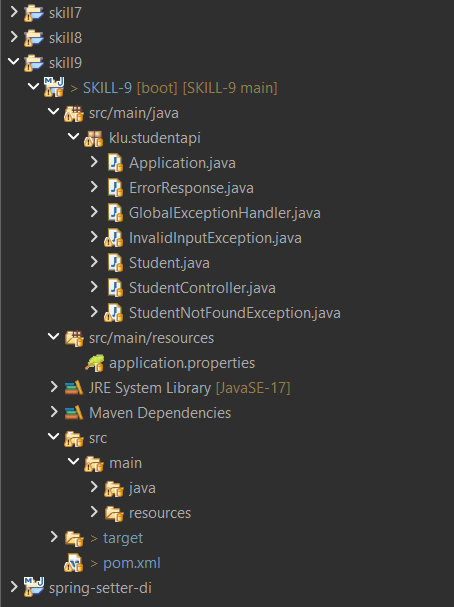 skill7
skill8
skill9
> SKILL-9 [boot] [SKILL-9 main]
src/main/java
klu.studentapi
Application.java
ErrorResponse.java
GlobalExceptionHandler.java
InvalidInputException.java
Student.java
StudentController.java
StudentNotFoundException.java
src/main/resources
application.properties
JRE System Library [JavaSE-17]
Maven Dependencies
src
main
java
resources
> target
> pom.xml
spring-setter-di